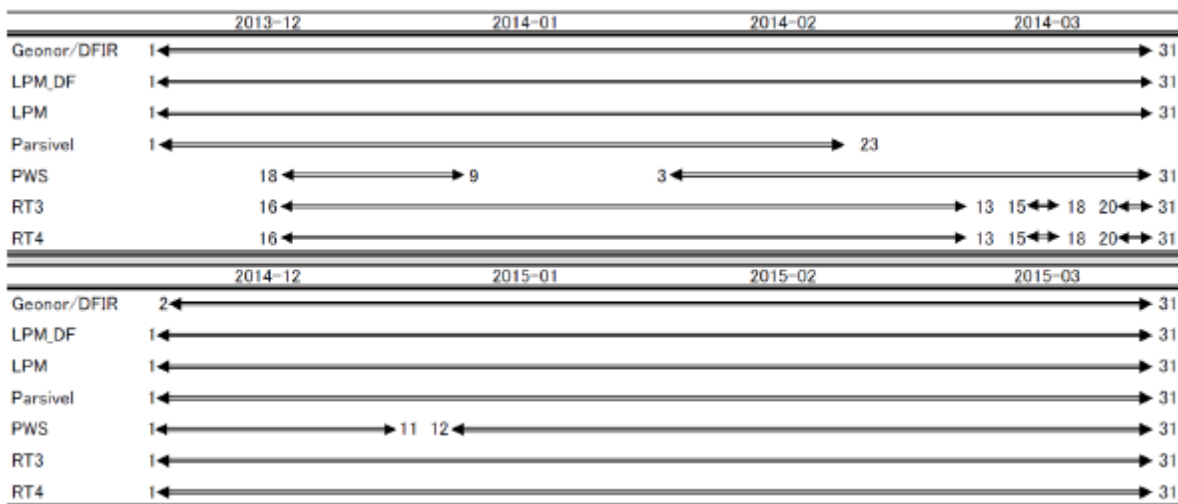 2013-12 2014-01 2014-02 2014-03
Geonor/DFIR 1 31
LPM_DF 1 31
LPM 1 31
Parsivel 1 23
PWS 18 9 3 31
RT3 16 13 15 18 20 31
RT4 16 13 15 18 20 31
2014-12 2015-01 2015-02 2015-03
Geonor/DFIR 2 31
LPM_DF 1 31
LPM 1 31
Parsivel 1 31
PWS 1 11 12 31
RT3 1 31
RT4 1 31